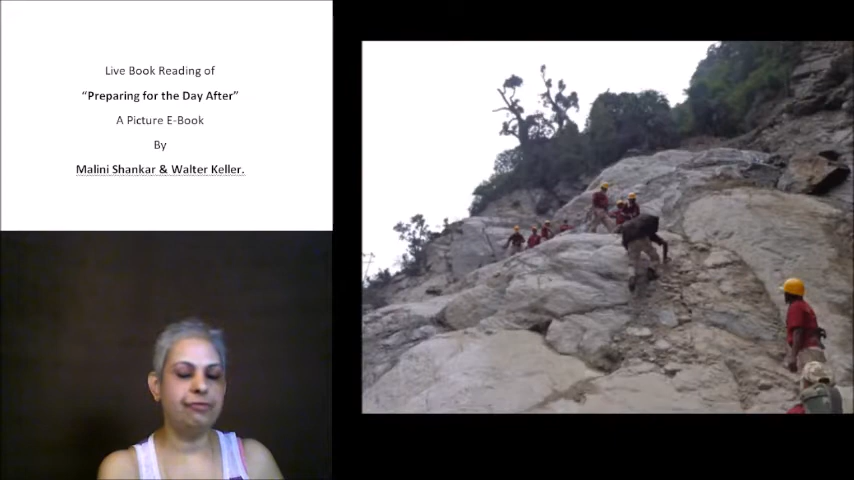 Live Book Reading of
“Preparing for the Day After”
A Picture E-Book
By
Malini Shankar & Walter Keller.